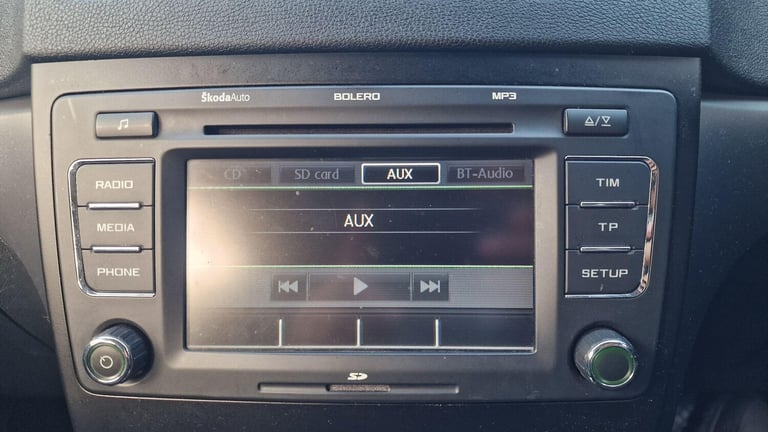 ŠkodaAuto BOLERO MP3
CD SD card AUX BT-Audio
RADIO
MEDIA
PHONE
AUX
TIM
TP
SETUP
SD